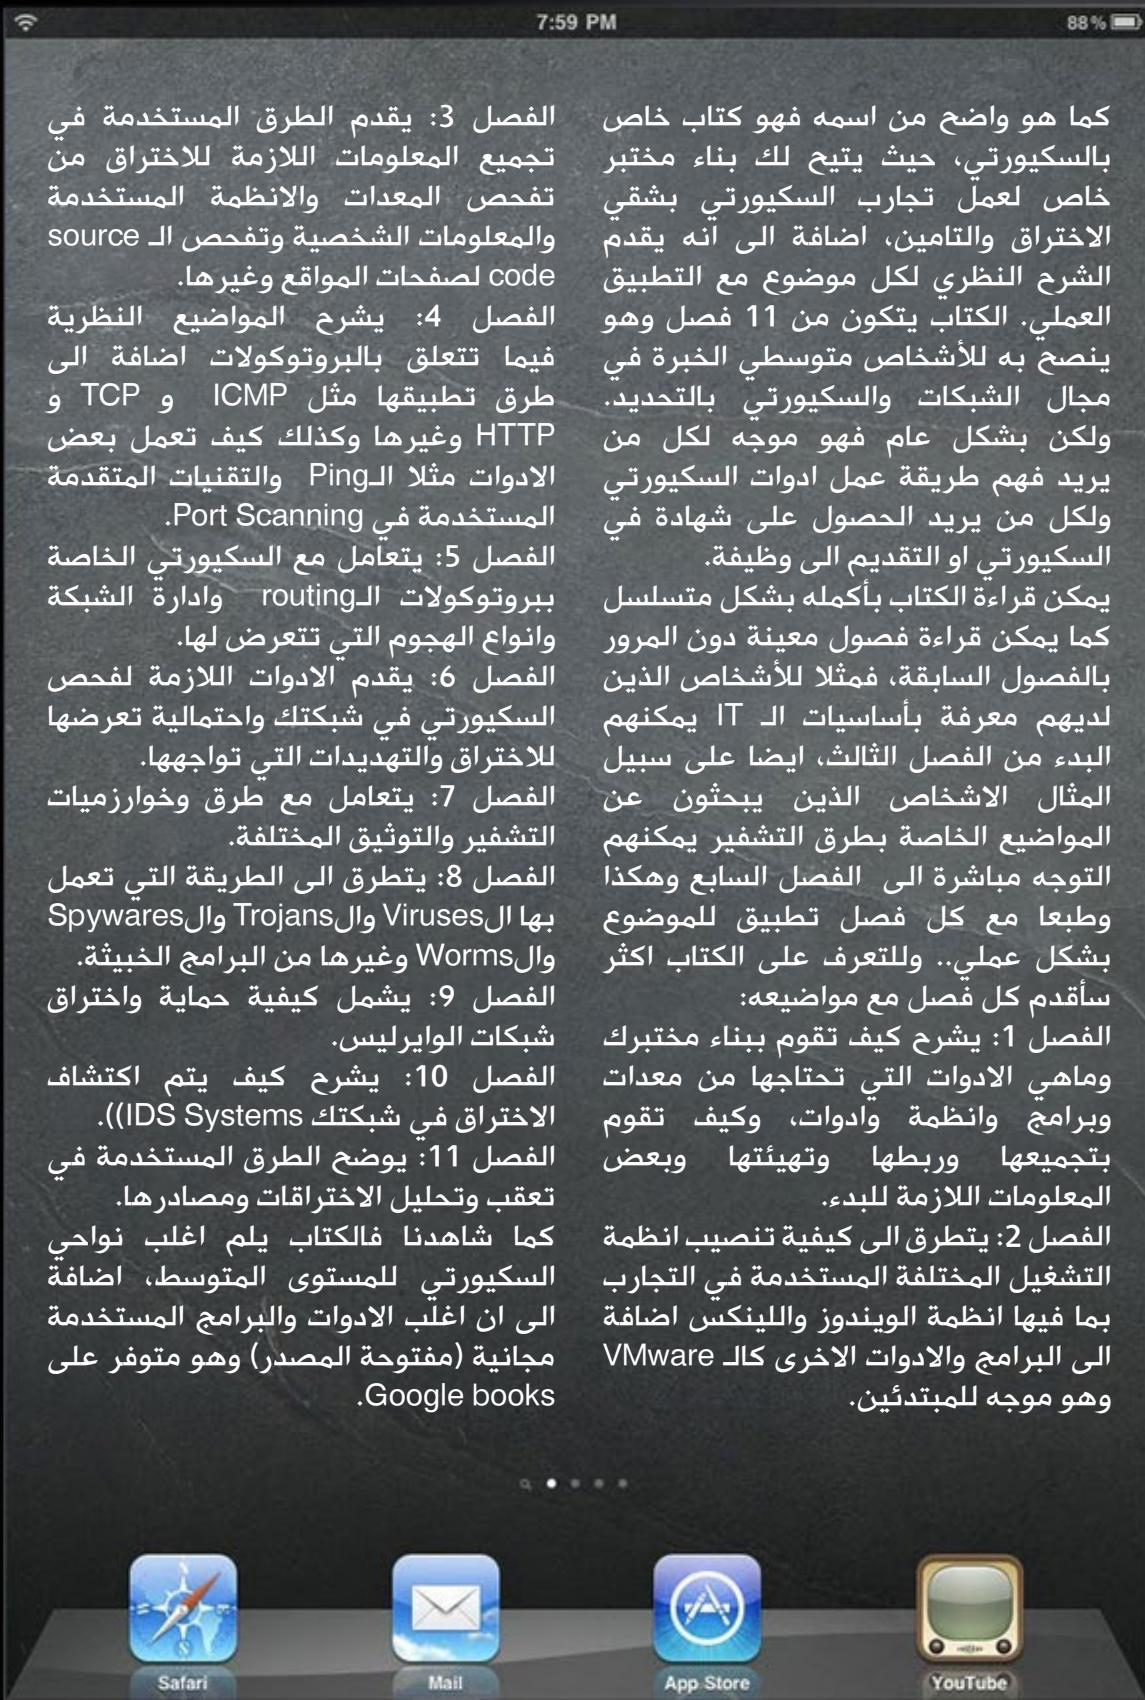 7:59 PM
88%
كما هو واضح من اسمه فهو كتاب خاص
بالسكيورتي، حيث يتيح لك بناء مختبر
خاص لعمل تجارب السكيورتي بشقي
الاختراق والتامين، اضافة الى انه يقدم
الشرح النظري لكل موضوع مع التطبيق
العملي. الكتاب يتكون من 11 فصل وهو
ينصح به للأشخاص متوسطي الخبرة في
مجال الشبكات والسكيورتي بالتحديد.
ولكن بشكل عام فهو موجه لكل من
يريد فهم طريقة عمل ادوات السكيورتي
ولكل من يريد الحصول على شهادة في
السكيورتي او التقديم الى وظيفة.
يمكن قراءة الكتاب بأكمله بشكل متسلسل
كما يمكن قراءة فصول معينة دون المرور
بالفصول السابقة، فمثلا للأشخاص الذين
لديهم معرفة بأساسيات الـ IT يمكنهم
البدء من الفصل الثالث، ايضا على سبيل
المثال الاشخاص الذين يبحثون عن
المواضيع الخاصة بطرق التشفير يمكنهم
التوجه مباشرة الى الفصل السابع وهكذا
وطبعا مع كل فصل تطبيق للموضوع
بشكل عملي.. وللتعرف على الكتاب اكثر
سأقدم كل فصل مع مواضيعه:
الفصل 1: يشرح كيف تقوم ببناء مختبرك
وماهي الادوات التي تحتاجها من معدات
وبرامج وانظمة وادوات، وكيف تقوم
بتجميعها وربطها وتهيئتها وبعض
المعلومات اللازمة للبدء.
الفصل 2: يتطرق الى كيفية تنصيب انظمة
التشغيل المختلفة المستخدمة في التجارب
بما فيها انظمة الويندوز واللينكس اضافة
الى البرامج والادوات الاخرى كالـ VMware
وهو موجه للمبتدئين.
الفصل 3: يقدم الطرق المستخدمة في
تجميع المعلومات اللازمة للاختراق من
تفحص المعدات والانظمة المستخدمة
والمعلومات الشخصية وتفحص الـ source
code لصفحات المواقع وغيرها.
الفصل 4: يشرح المواضيع النظرية
فيما تتعلق بالبروتوكولات اضافة الى
طرق تطبيقها مثل ICMP و TCP و
HTTP وغيرها وكذلك كيف تعمل بعض
الادوات مثلا الـPing والتقنيات المتقدمة
المستخدمة في Port Scanning.
الفصل 5: يتعامل مع السكيورتي الخاصة
ببروتوكولات الـrouting وادارة الشبكة
وانواع الهجوم التي تتعرض لها.
الفصل 6: يقدم الادوات اللازمة لفحص
السكيورتي في شبكتك واحتمالية تعرضها
للاختراق والتهديدات التي تواجهها.
الفصل 7: يتعامل مع طرق وخوارزميات
التشفير والتوثيق المختلفة.
الفصل 8: يتطرق الى الطريقة التي تعمل
بها الViruses والTrojans والSpywares
والWorms وغيرها من البرامج الخبيثة.
الفصل 9: يشمل كيفية حماية واختراق
شبكات الوايرليس.
الفصل 10: يشرح كيف يتم اكتشاف
الاختراق في شبكتك IDS Systems)).
الفصل 11: يوضح الطرق المستخدمة في
تعقب وتحليل الاختراقات ومصادرها.
كما شاهدنا فالكتاب يلم اغلب نواحي
السكيورتي للمستوى المتوسط، اضافة
الى ان اغلب الادوات والبرامج المستخدمة
مجانية (مفتوحة المصدر) وهو متوفر على
Google books.
Safari
Mail
App Store
YouTube